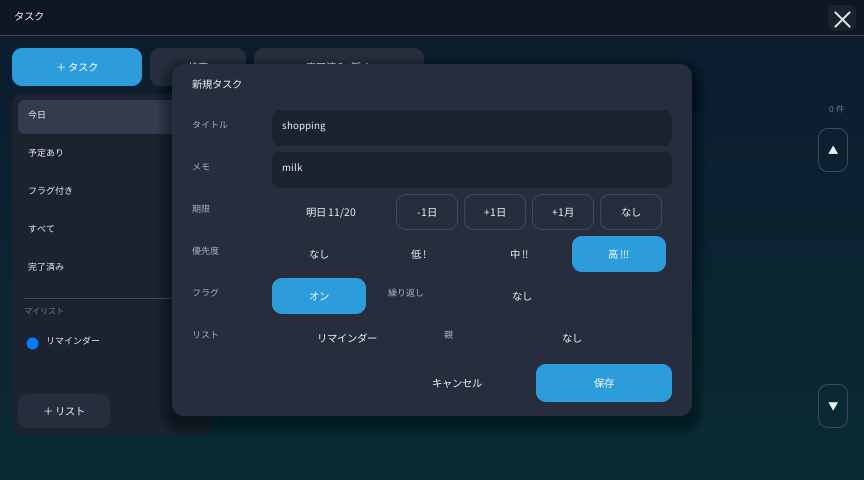 タスク
＋ タスク
新規タスク
今日
0 件
タイトル
shopping
予定あり
メモ
milk
フラグ付き
期限
明日 11/20
-1日
+1日
+1月
なし
すべて
優先度
なし
低 !
中 !!
高 !!!
完了済み
フラグ
オン
繰り返し
なし
マイリスト
リスト
リマインダー
親
なし
リマインダー
キャンセル
保存
＋ リスト